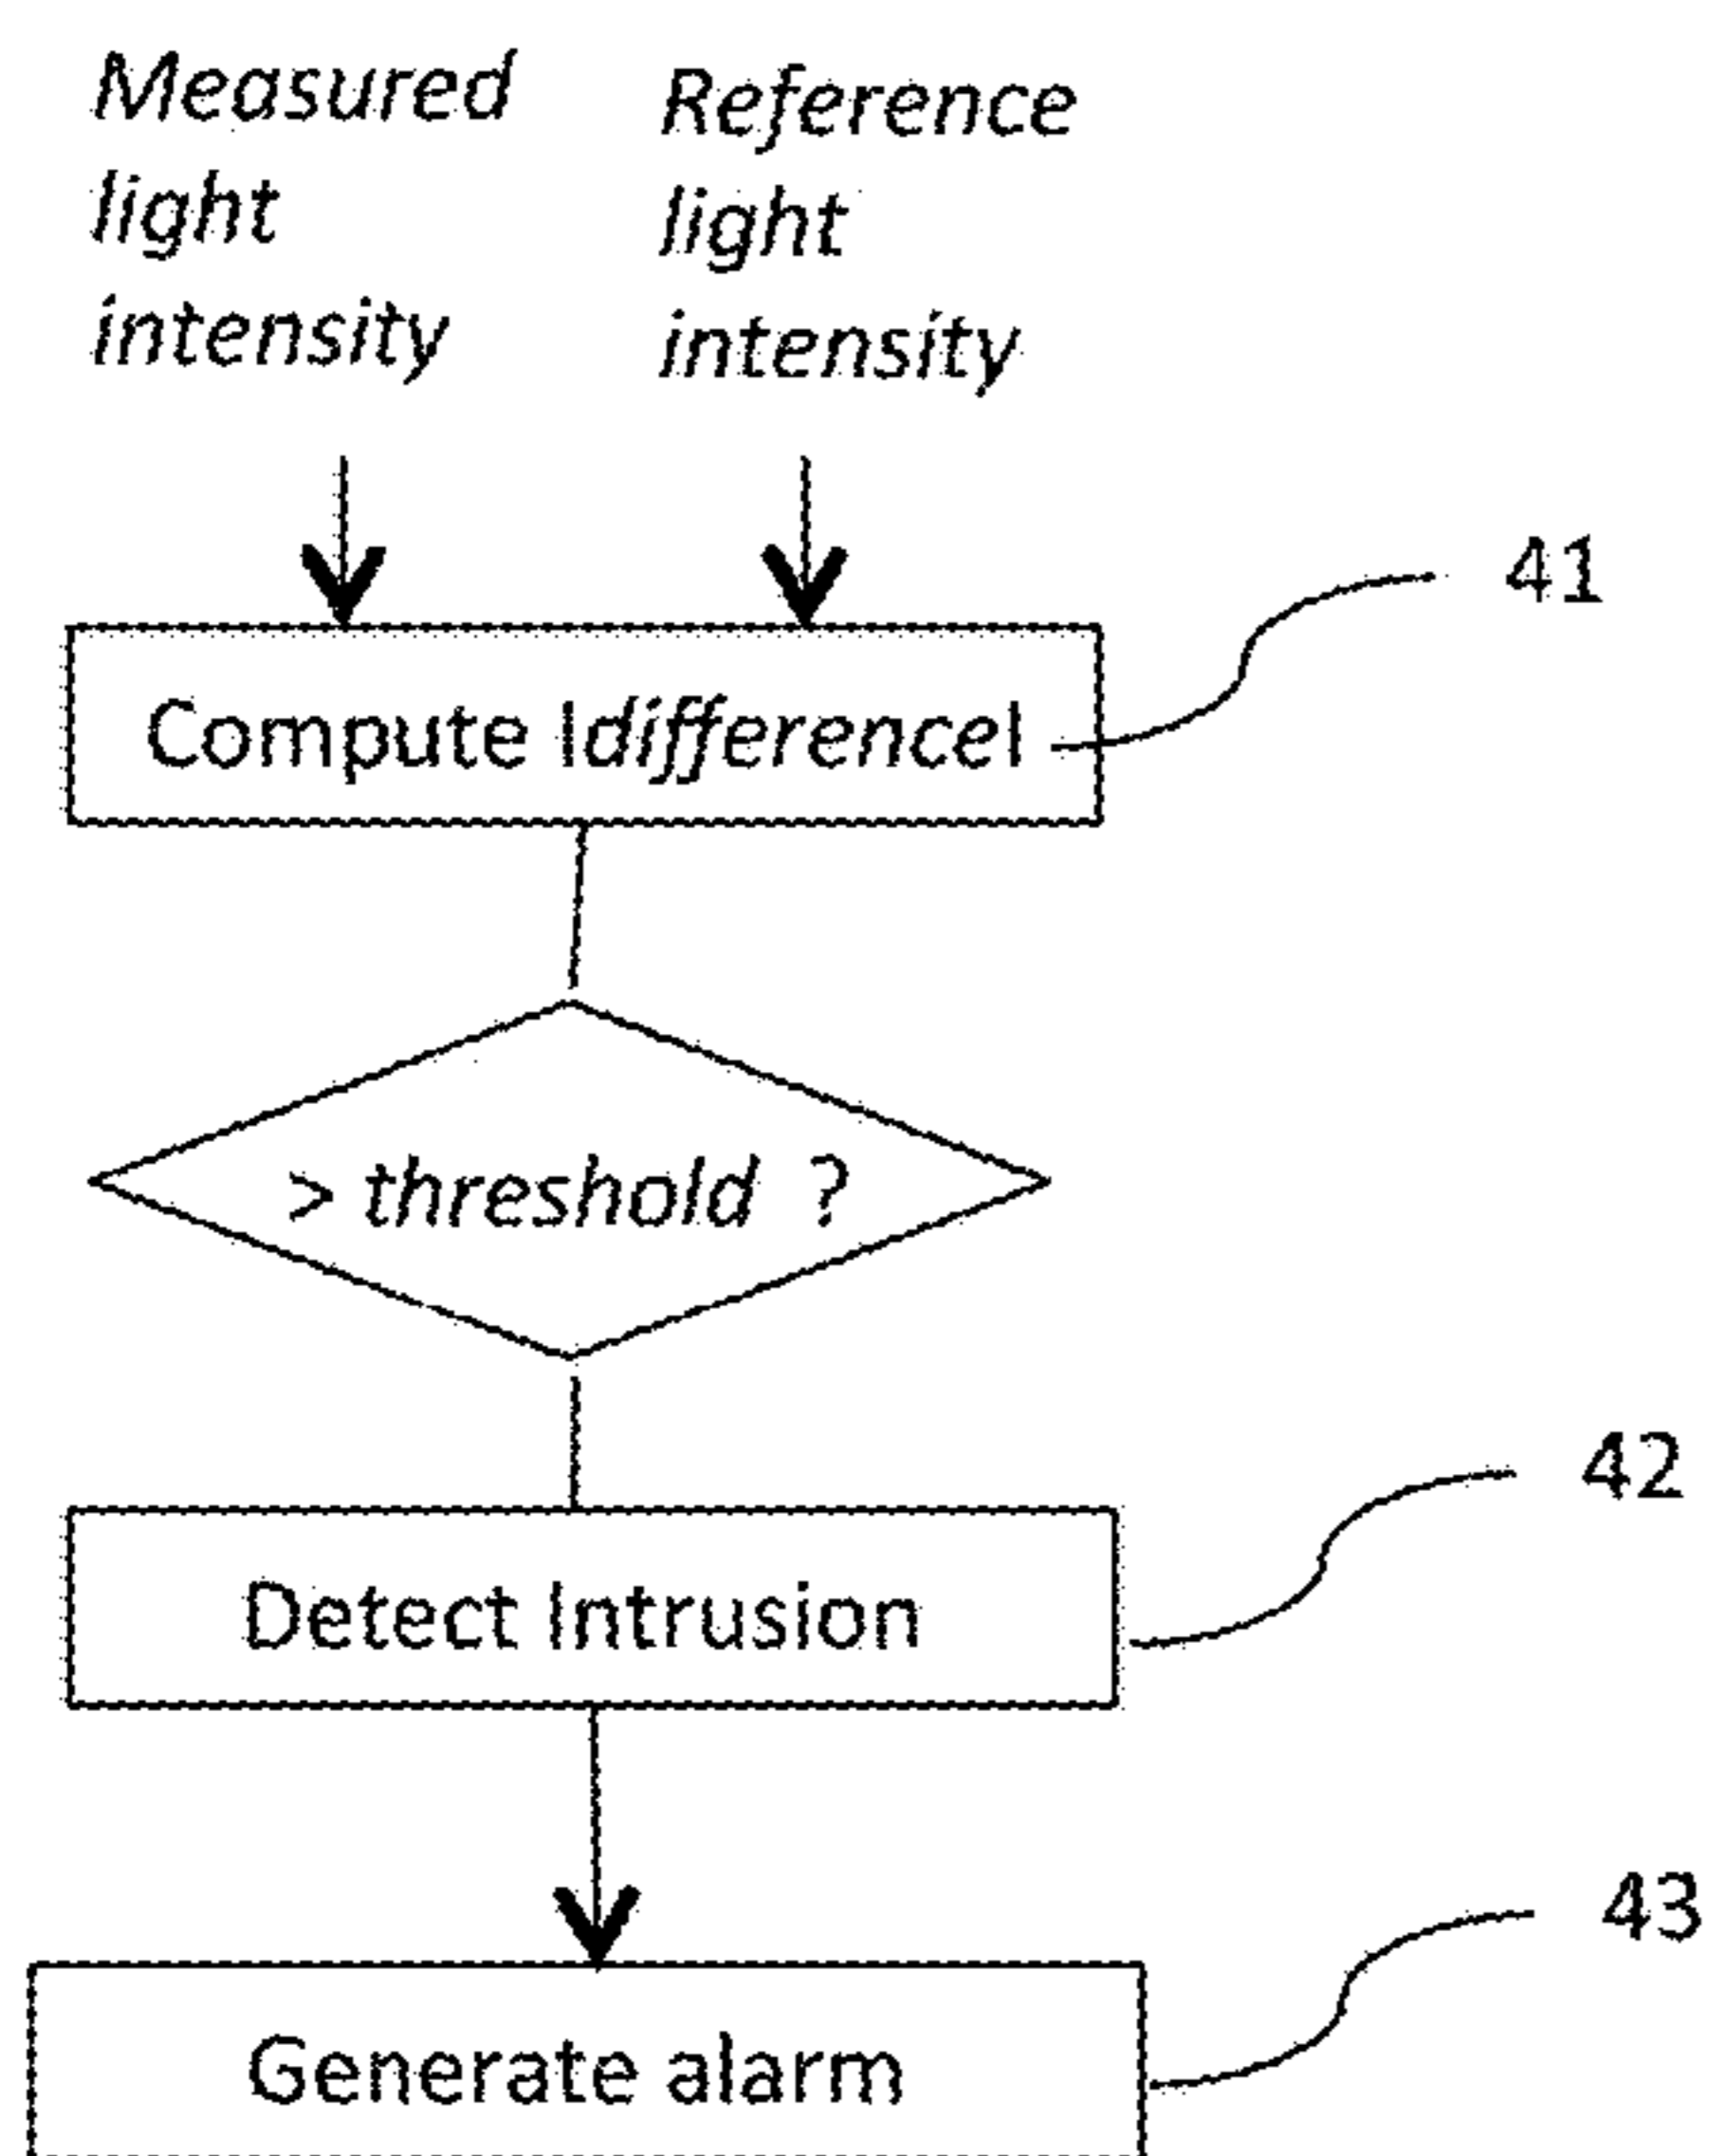 Measured
light
intensity
Reference
light
intensity
41
Compute |difference|
> threshold ?
42
Detect Intrusion
43
Generate alarm